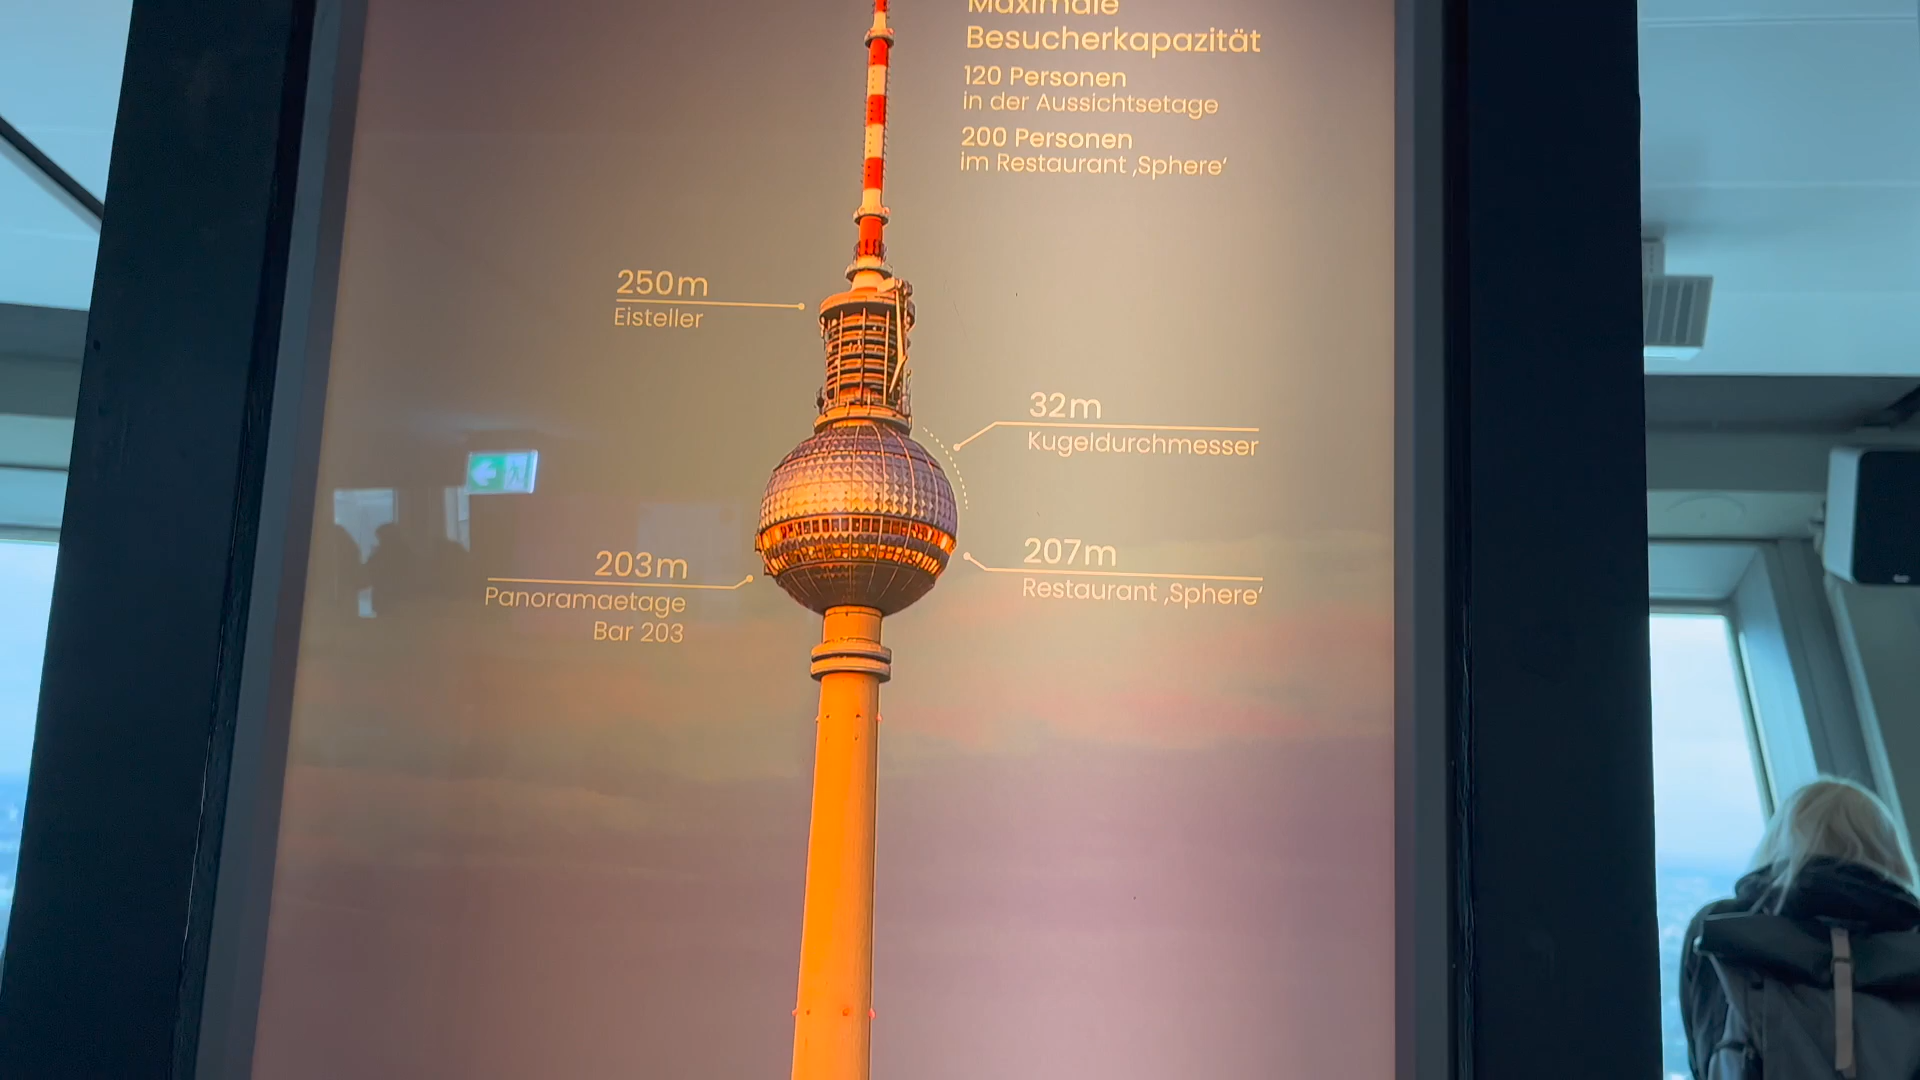 Maximale
Besucherkapazität
120 Personen
in der Aussichtsetage
200 Personen
im Restaurant ‚Sphere‘
250m
Eisteller
32m
Kugeldurchmesser
203m
Panoramaetage
Bar 203
207m
Restaurant ‚Sphere‘